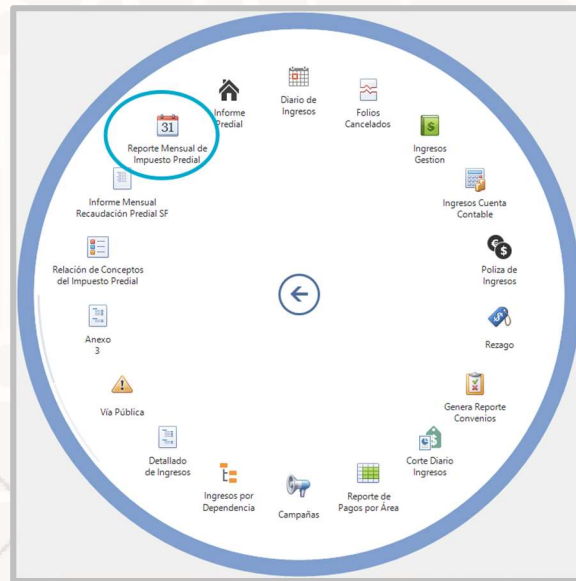 Diario de
Ingresos
Folios
Cancelados
Ingresos
Gestion
Ingresos Cuenta
Contable
Poliza de
Ingresos
Rezago
Genera Reporte
Convenios
Corte Diario
Ingresos
Reporte de
Pagos por Área
Campañas
Ingresos por
Dependencia
Detallado
de Ingresos
Vía Pública
Anexo
3
Relación de Conceptos
del Impuesto Predial
Informe Mensual
Recaudación Predial SF
31
Reporte Mensual de
Impuesto Predial
Informe
Predial